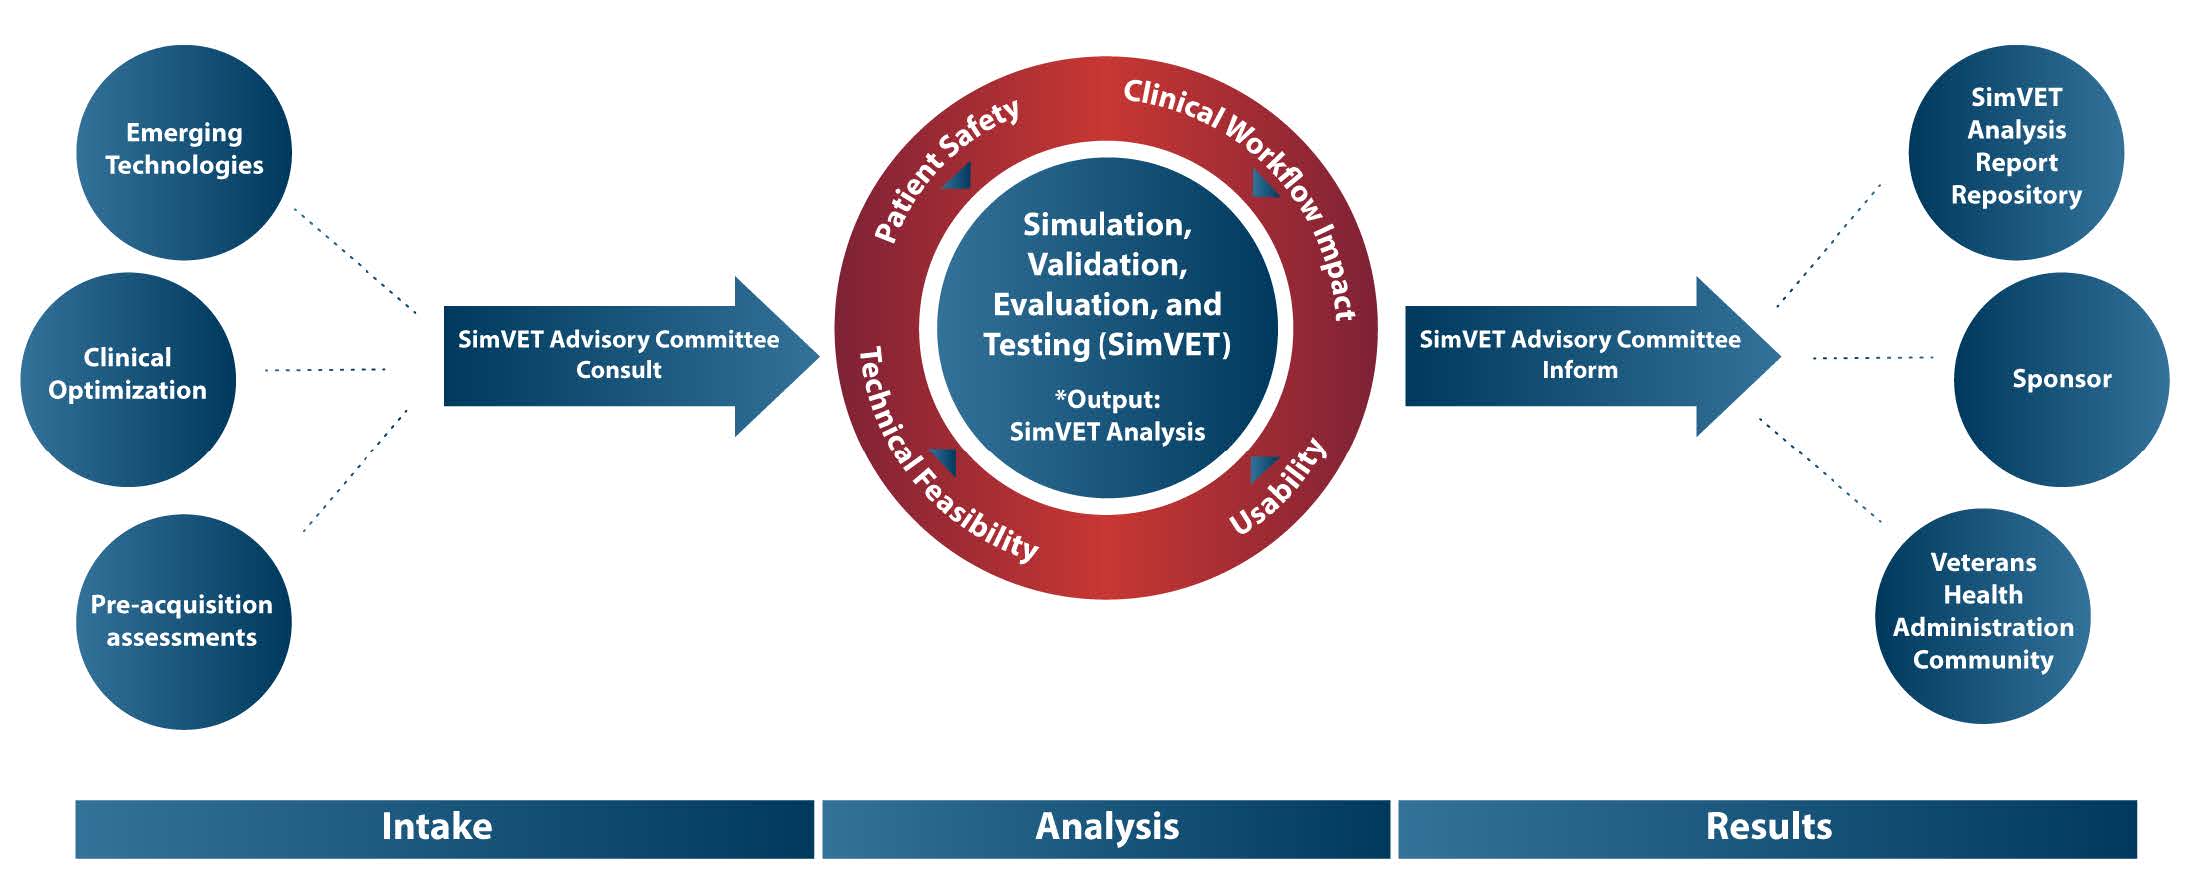 Emerging
Technologies
Clinical
Optimization
Pre-acquisition
assessments
SimVET Advisory Committee
Consult
Patient Safety
Clinical Workflow Impact
Technical Feasibility
Usability
Simulation,
Validation,
Evaluation, and
Testing (SimVET)
*Output:
SimVET Analysis
SimVET Advisory Committee
Inform
SimVET
Analysis
Report
Repository
Sponsor
Veterans
Health
Administration
Community
Intake
Analysis
Results